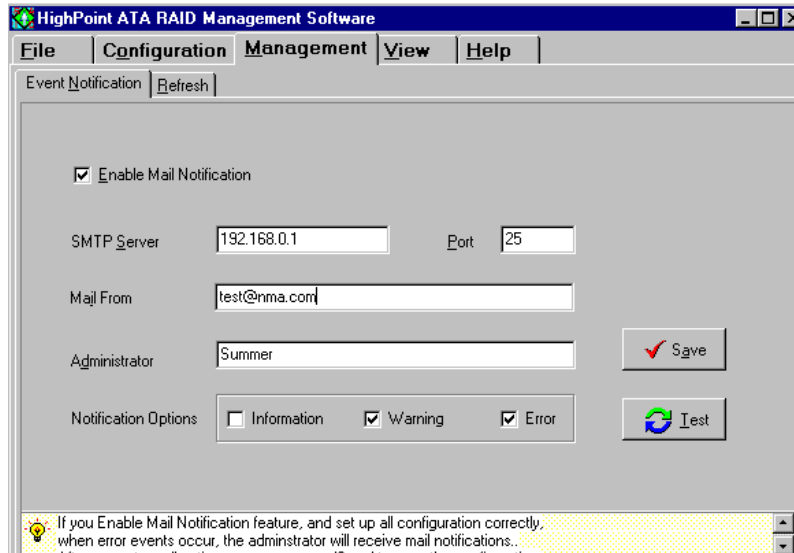 HighPoint ATA RAID Management Software
File Configuration Management View Help
Event Notification Refresh
Enable Mail Notification
SMTP Server 192.168.0.1 Port 25
Mail From test@nma.com
Administrator Summer
Save
Notification Options Information Warning Error
Test
If you Enable Mail Notification feature, and set up all configuration correctly,
when error events occur, the adminstrator will receive mail notifications..